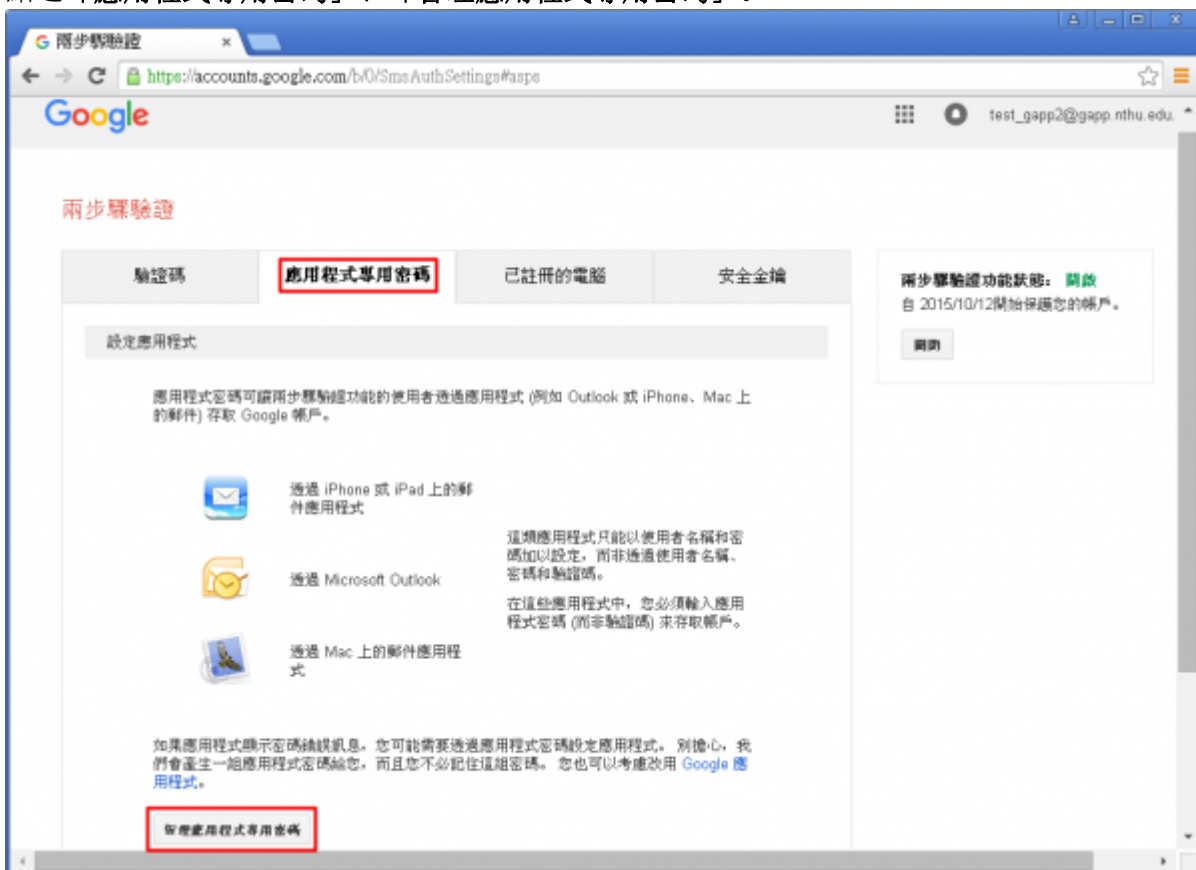 兩步驟驗證
https://accounts.google.com/b/0/SmsAuthSettings#asps
Google
test_gapp2@gapp.nthu.edu.
兩步驟驗證
驗證碼
應用程式專用密碼
已註冊的電腦
安全金鑰
兩步驟驗證功能狀態： 開啟
自 2015/10/12開始保護您的帳戶。
設定應用程式
應用程式密碼可讓兩步驟驗證功能的使用者透過應用程式 (例如 Outlook 或 iPhone、Mac 上
的郵件) 存取 Google 帳戶。
透過 iPhone 或 iPad 上的郵
件應用程式
透過 Microsoft Outlook
透過 Mac 上的郵件應用程
式
這類應用程式只能以使用者名稱和密
碼加以設定，而非透過使用者名稱、
密碼和驗證碼。
在這些應用程式中，您必須輸入應用
程式密碼 (而非驗證碼) 來存取帳戶。
如果應用程式顯示密碼錯誤訊息，您可能需要透過應用程式密碼設定應用程式。 別擔心，我
們會產生一組應用程式密碼給您，而且您不必記住這組密碼。 您也可以考慮改用 Google 應
用程式。
管理應用程式專用密碼